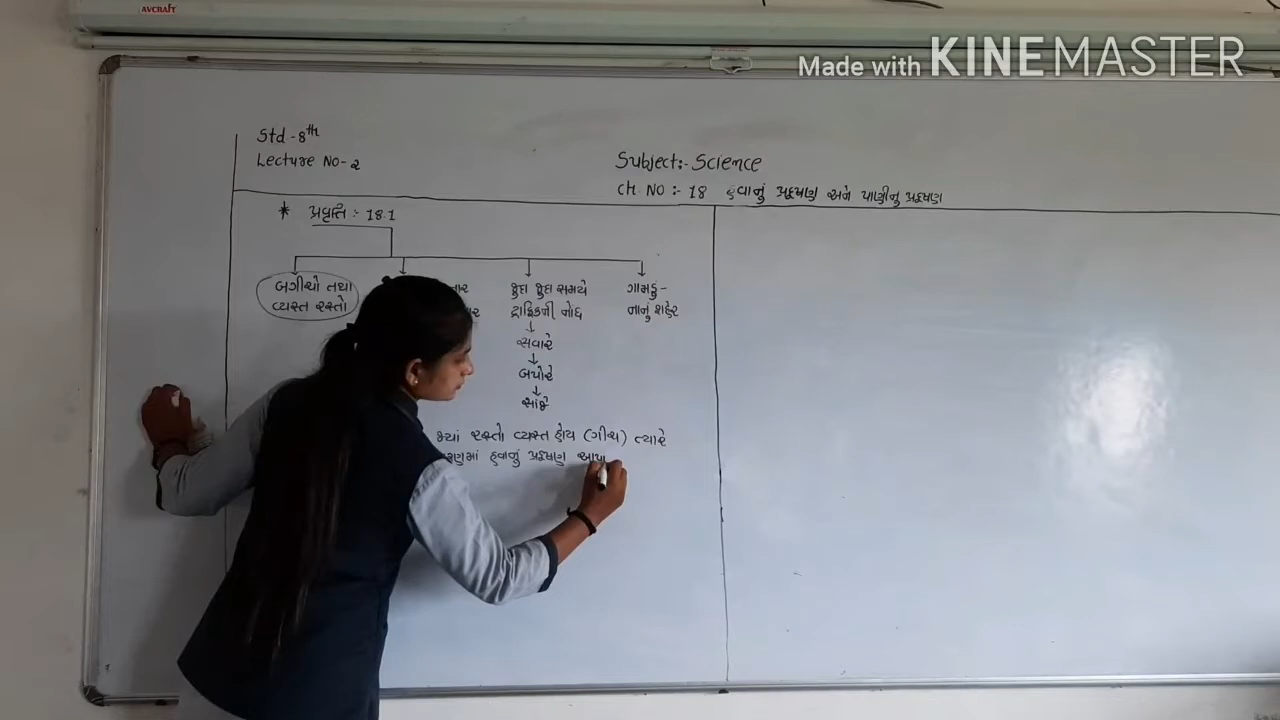 AVCRAFT
Made with KINEMASTER
Std - 8th
Lecture No - ૨
Subject:- Science
Ch. NO :- 18 હવાનું પ્રદૂષણ અને પાણીનું પ્રદૂષણ
* પ્રવૃત્તિ :- 18.1
બગીચો તથા
વ્યસ્ત રસ્તો
જુદા જુદા સમયે
ટ્રાફિકની નોંધ
સવારે
બપોરે
સાંજે
ગામડુ -
નાનું શહેર
જ્યાં રસ્તો વ્યસ્ત હોય (ગીચ) ત્યારે
હવાનું પ્રદૂષણ